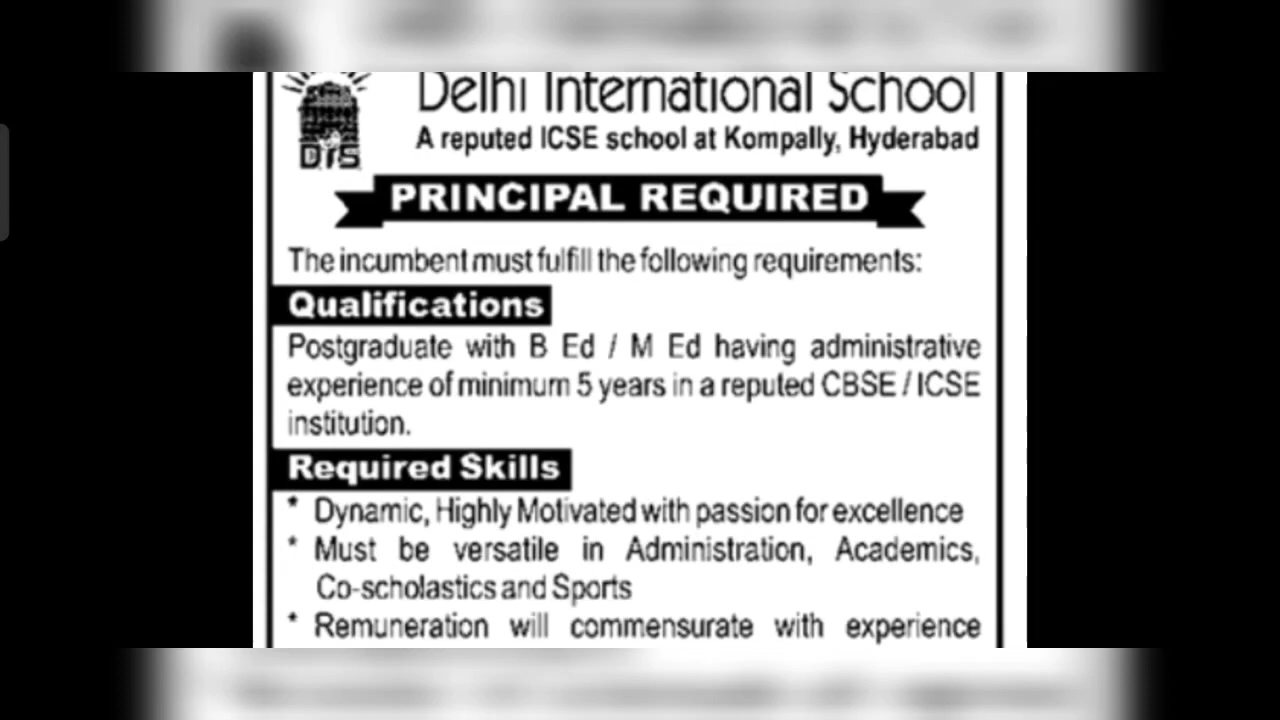 Delhi International School
A reputed ICSE school at Kompally, Hyderabad
DIS
PRINCIPAL REQUIRED
The incumbent must fulfill the following requirements:
Qualifications
Postgraduate with B Ed / M Ed having administrative
experience of minimum 5 years in a reputed CBSE / ICSE
institution.
Required Skills
* Dynamic, Highly Motivated with passion for excellence
* Must be versatile in Administration, Academics,
Co-scholastics and Sports
* Remuneration will commensurate with experience